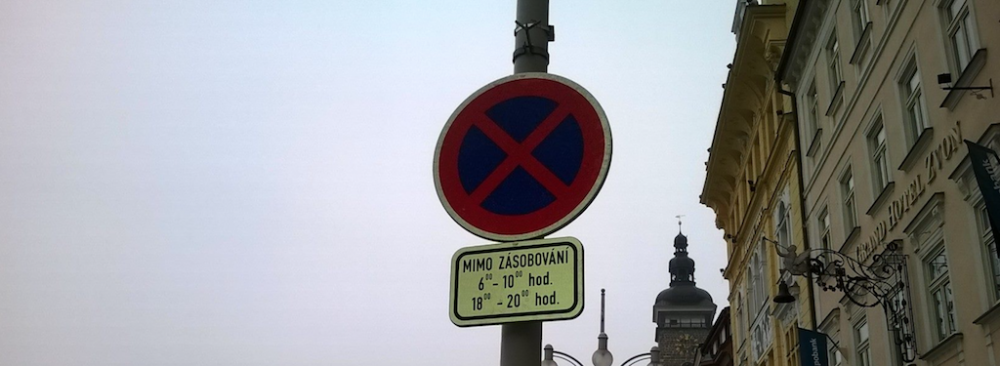 MIMO ZÁSOBOVÁNÍ
6⁰⁰ - 10⁰⁰ hod.
18⁰⁰ - 20⁰⁰ hod.
GRAND HOTEL ZVON